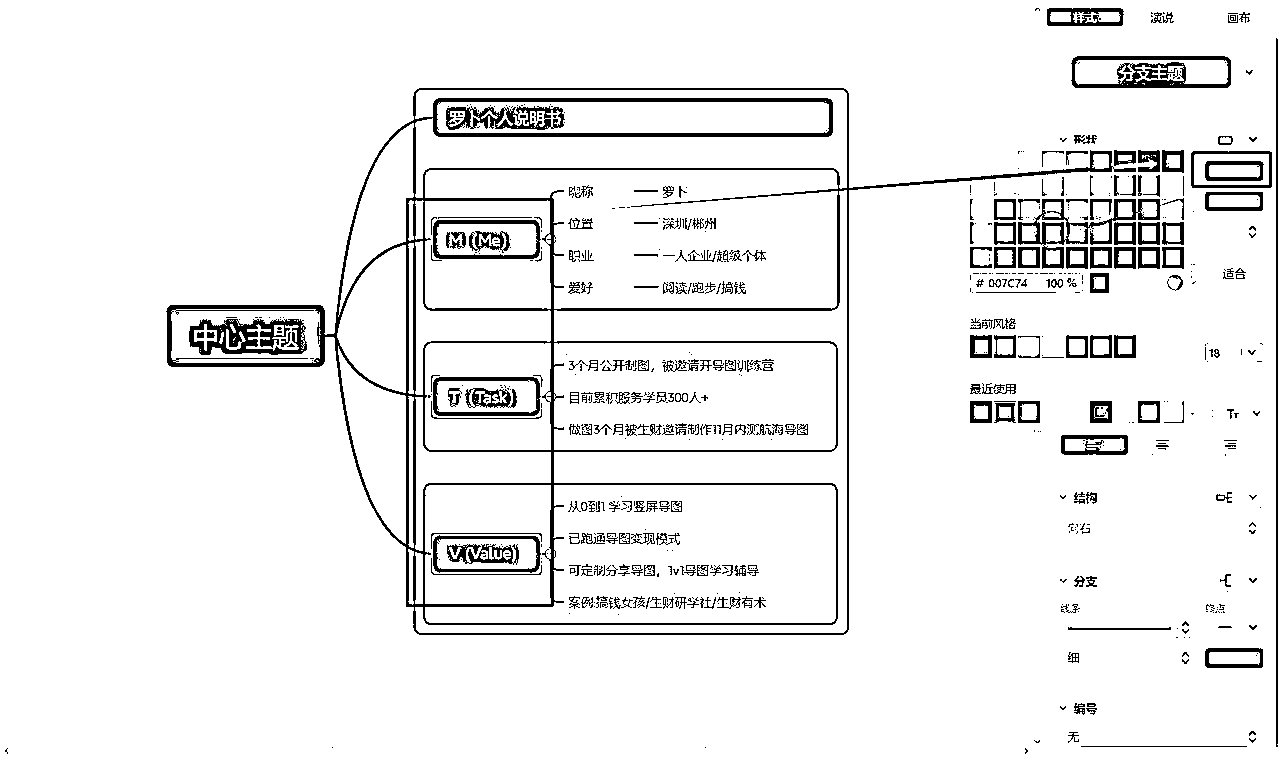 样式 演说 画布
分支主题
罗卜个人说明书
形状
昵称 罗卜
M (Me)
位置 深圳/郴州
职业 一人企业/超级个体
爱好 阅读/跑步/搞钱
适合
# 007C74 100 %
中心主题
当前风格
18
3个月公开制图，被邀请开导图训练营
T (Task)
目前累积服务学员300人+
最近使用
Tт
做图3个月被生财邀请制作11月内测航海导图
结构
从0到1 学习竖屏导图
向右
已跑通导图变现模式
V (Value)
可定制分享导图，1v1导图学习辅导
分支
案例:搞钱女孩/生财研学社/生财有术
线条 终点
细
编号
无